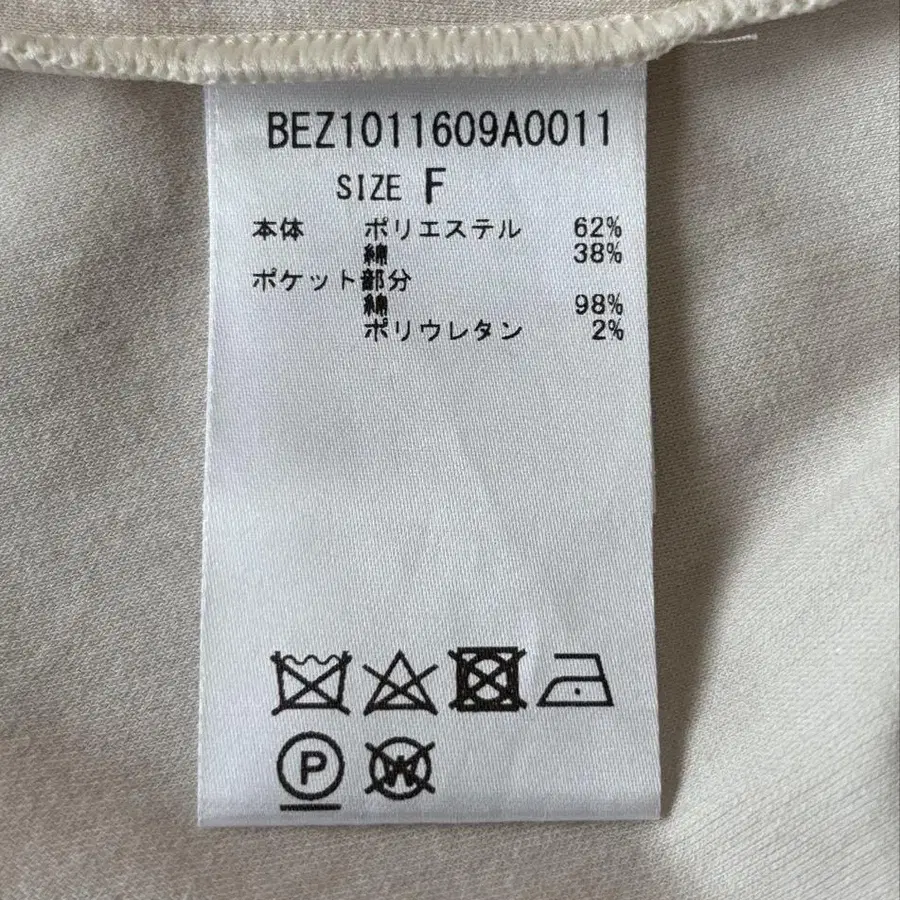 BEZ1011609A0011
SIZE F
本体 ポリエステル 62%
綿 38%
ポケット部分
綿 98%
ポリウレタン 2%
P
W